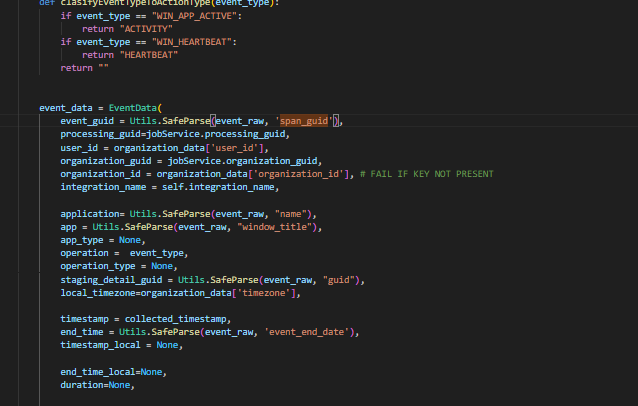 def clasifyEventTypeToActionType(event_type):
if event_type == "WIN_APP_ACTIVE":
return "ACTIVITY"
if event_type == "WIN_HEARTBEAT":
return "HEARTBEAT"
return ""
event_data = EventData(
event_guid = Utils.SafeParse(event_raw, 'span_guid'),
processing_guid=jobService.processing_guid,
user_id = organization_data['user_id'],
organization_guid = jobService.organization_guid,
organization_id = organization_data['organization_id'], # FAIL IF KEY NOT PRESENT
integration_name = self.integration_name,
application= Utils.SafeParse(event_raw, "name"),
app = Utils.SafeParse(event_raw, "window_title"),
app_type = None,
operation =  event_type,
operation_type = None,
staging_detail_guid = Utils.SafeParse(event_raw, "guid"),
local_timezone=organization_data['timezone'],
timestamp = collected_timestamp,
end_time = Utils.SafeParse(event_raw, 'event_end_date'),
timestamp_local = None,
end_time_local=None,
duration=None,